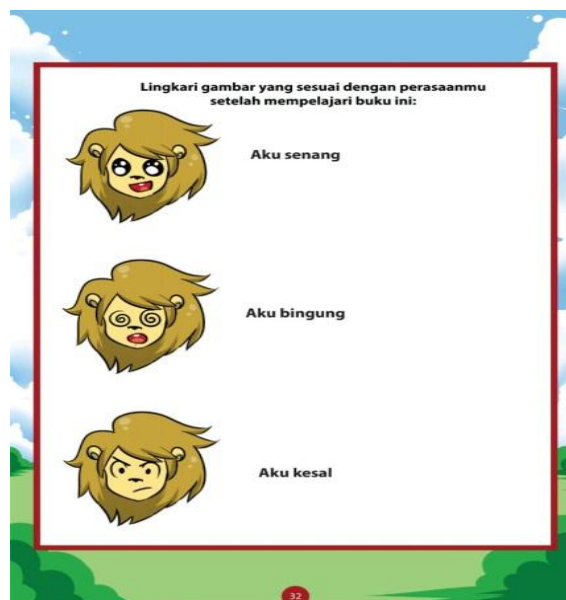 Lingkari gambar yang sesuai dengan perasaanmu
setelah mempelajari buku ini:
Aku senang
Aku bingung
Aku kesal
32